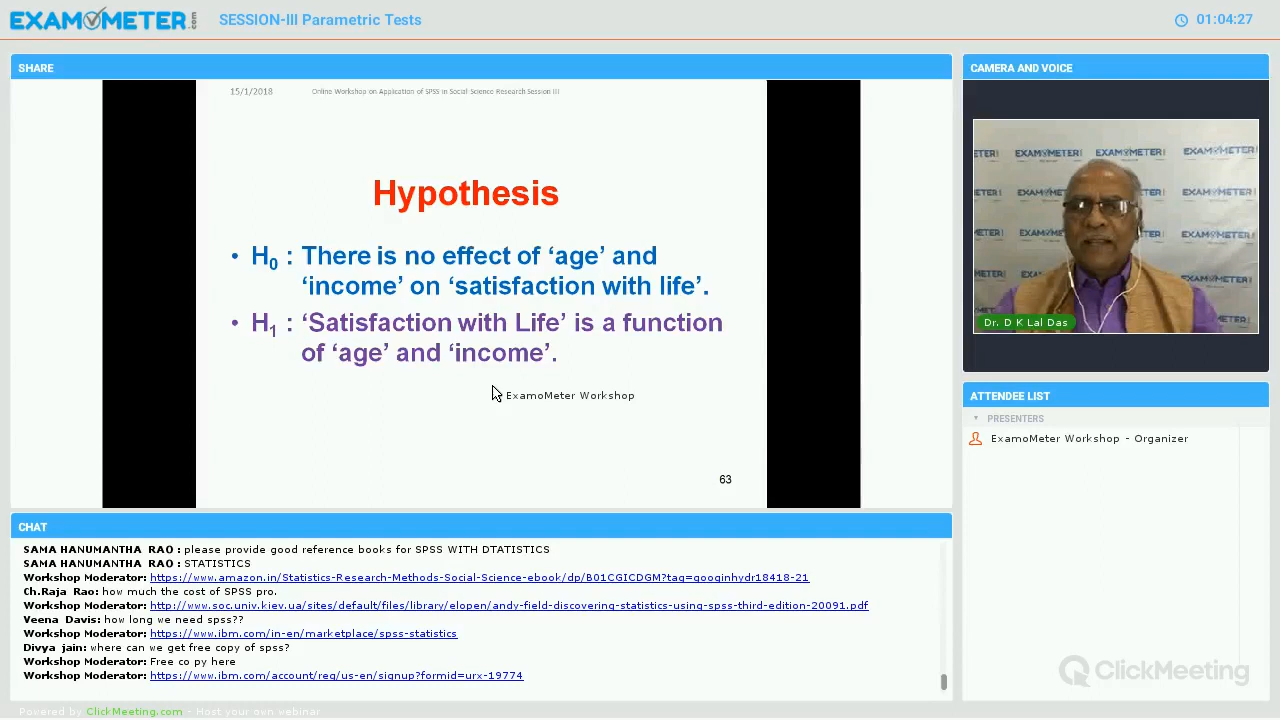 EXAMOMETER.com
SESSION-III Parametric Tests
01:04:27
SHARE
15/1/2018 Online Workshop on Application of SPSS in Social Science Research Session III
Hypothesis
• H0 : There is no effect of ‘age’ and
‘income’ on ‘satisfaction with life’.
• H1 : ‘Satisfaction with Life’ is a function
of ‘age’ and ‘income’.
ExamoMeter Workshop
63
CAMERA AND VOICE
EXAMOMETER
Dr. D K Lal Das
ATTENDEE LIST
PRESENTERS
ExamoMeter Workshop - Organizer
CHAT
SAMA HANUMANTHA RAO : please provide good reference books for SPSS WITH DTATISTICS
SAMA HANUMANTHA RAO : STATISTICS
Workshop Moderator: https://www.amazon.in/Statistics-Research-Methods-Social-Science-ebook/dp/B01CGICDGM?tag=googinhydr18418-21
Ch.Raja Rao: how much the cost of SPSS pro.
Workshop Moderator: http://www.soc.univ.kiev.ua/sites/default/files/library/elopen/andy-field-discovering-statistics-using-spss-third-edition-20091.pdf
Veena Davis: how long we need spss??
Workshop Moderator: https://www.ibm.com/in-en/marketplace/spss-statistics
Divya jain: where can we get free copy of spss?
Workshop Moderator: Free co py here
Workshop Moderator: https://www.ibm.com/account/reg/us-en/signup?formid=urx-19774
ClickMeeting
Powered by ClickMeeting.com - Host your own webinar